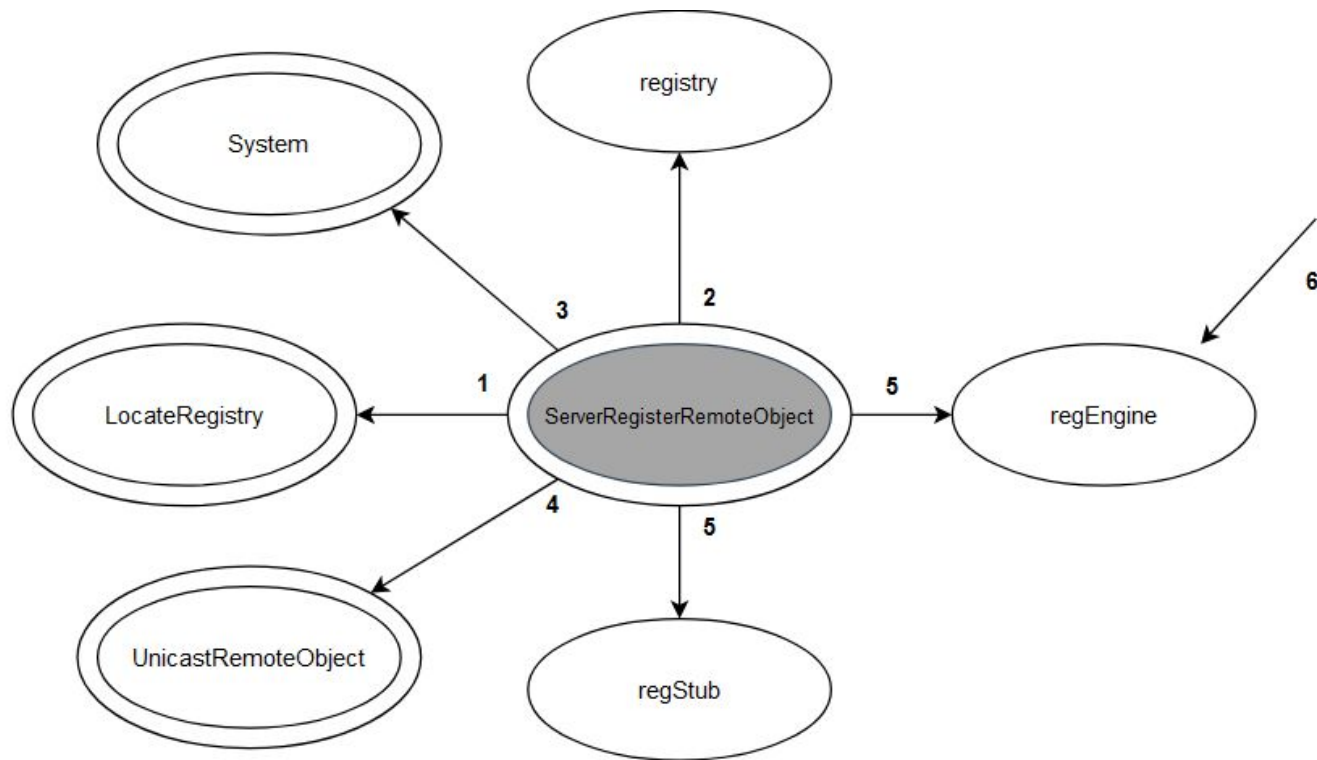 registry
System
6
3
2
1
5
LocateRegistry
ServerRegisterRemoteObject
regEngine
4
5
UnicastRemoteObject
regStub